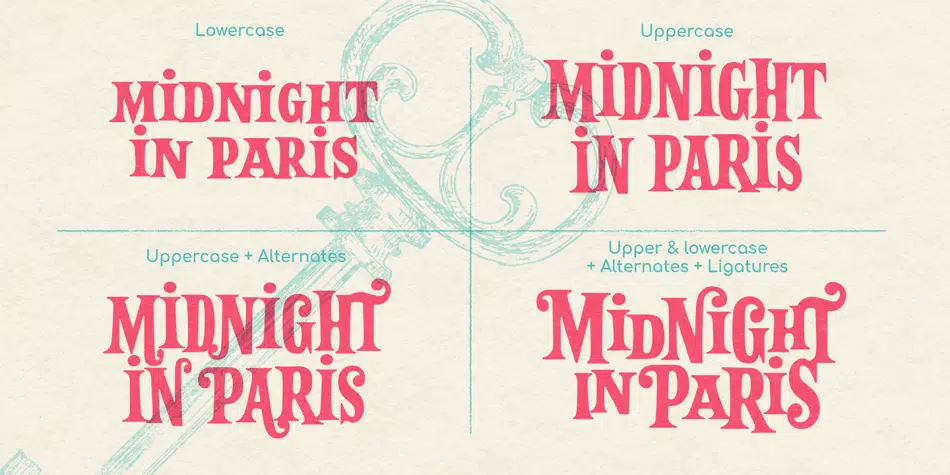 Lowercase
MiDNiGHT
iN PARiS
Uppercase
MiDNiGHT
iN PARiS
Uppercase + Alternates
MiDNiGHT
iN PARiS
Upper & lowercase
+ Alternates + Ligatures
MiDNiGHT
iN PARiS